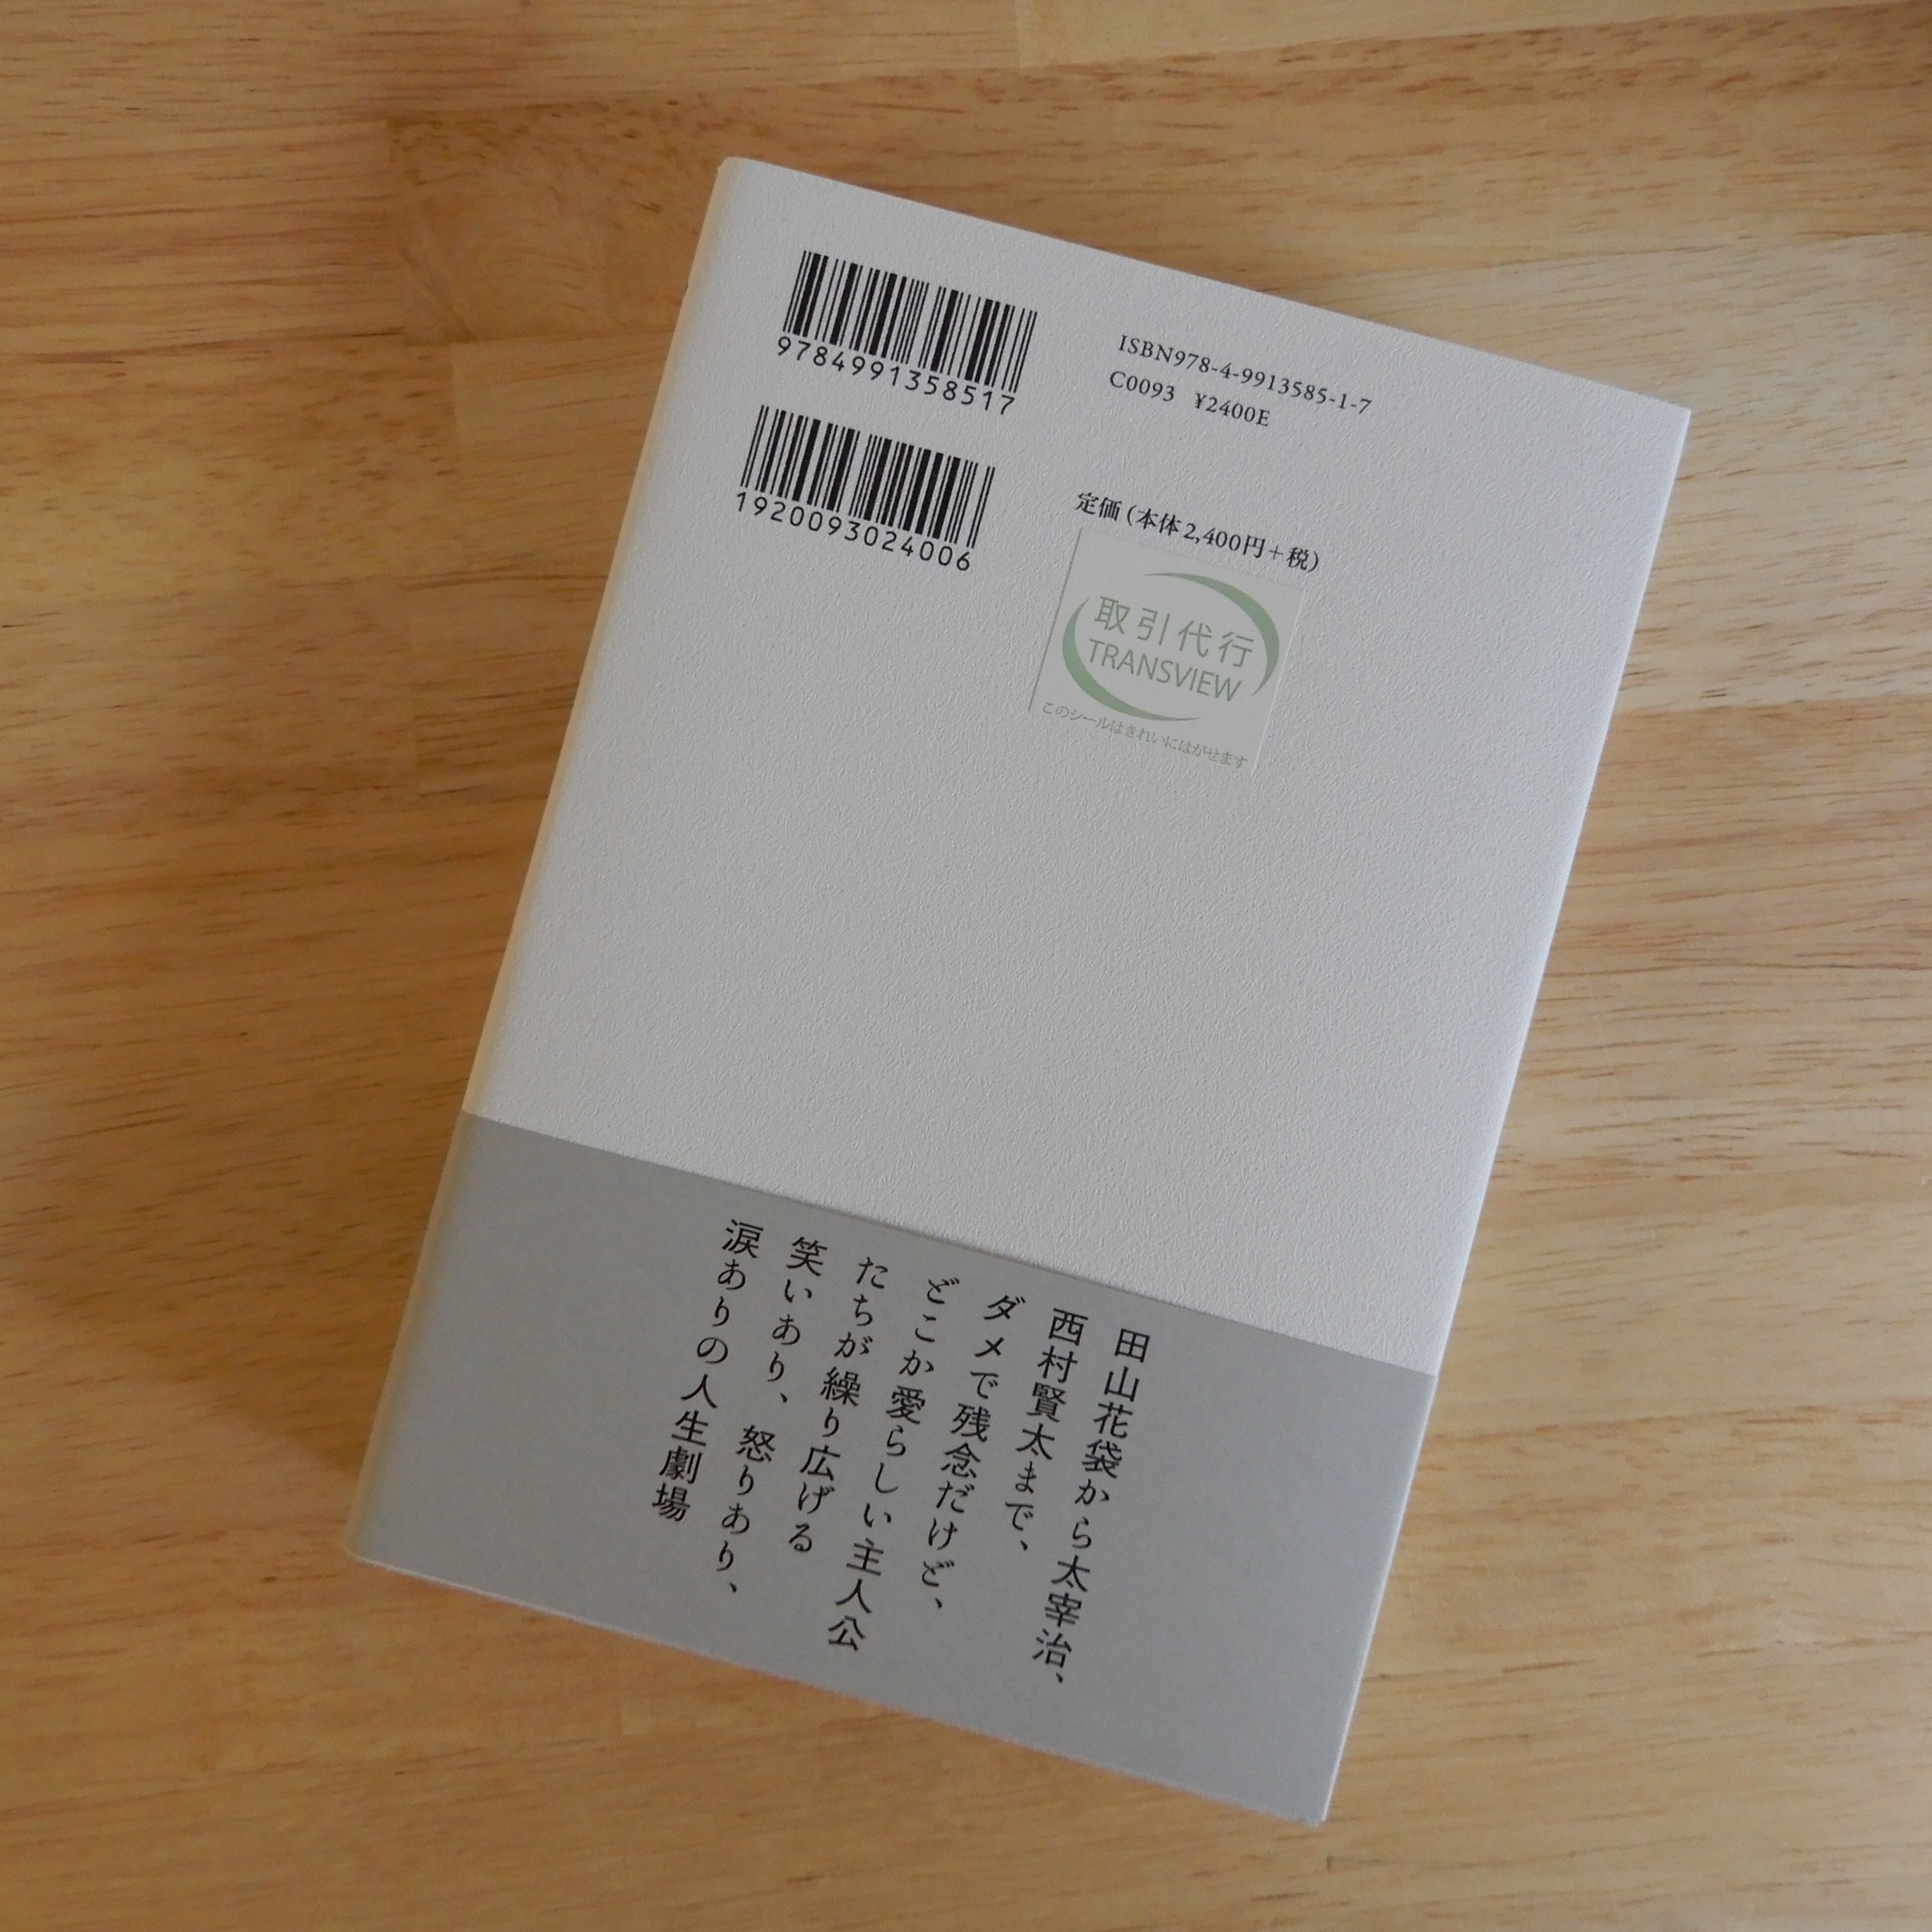 9784991358517
1920093024006
ISBN978-4-9913585-1-7
C0093 ¥2400E
定価(本体2,400円+税)
取引代行
TRANSVIEW
このシールはきれいにはがせます
田山花袋から太宰治、
西村賢太まで、
ダメで残念だけど、
どこか愛らしい主人公
たちが繰り広げる
笑いあり、怒りあり、
涙ありの人生劇場